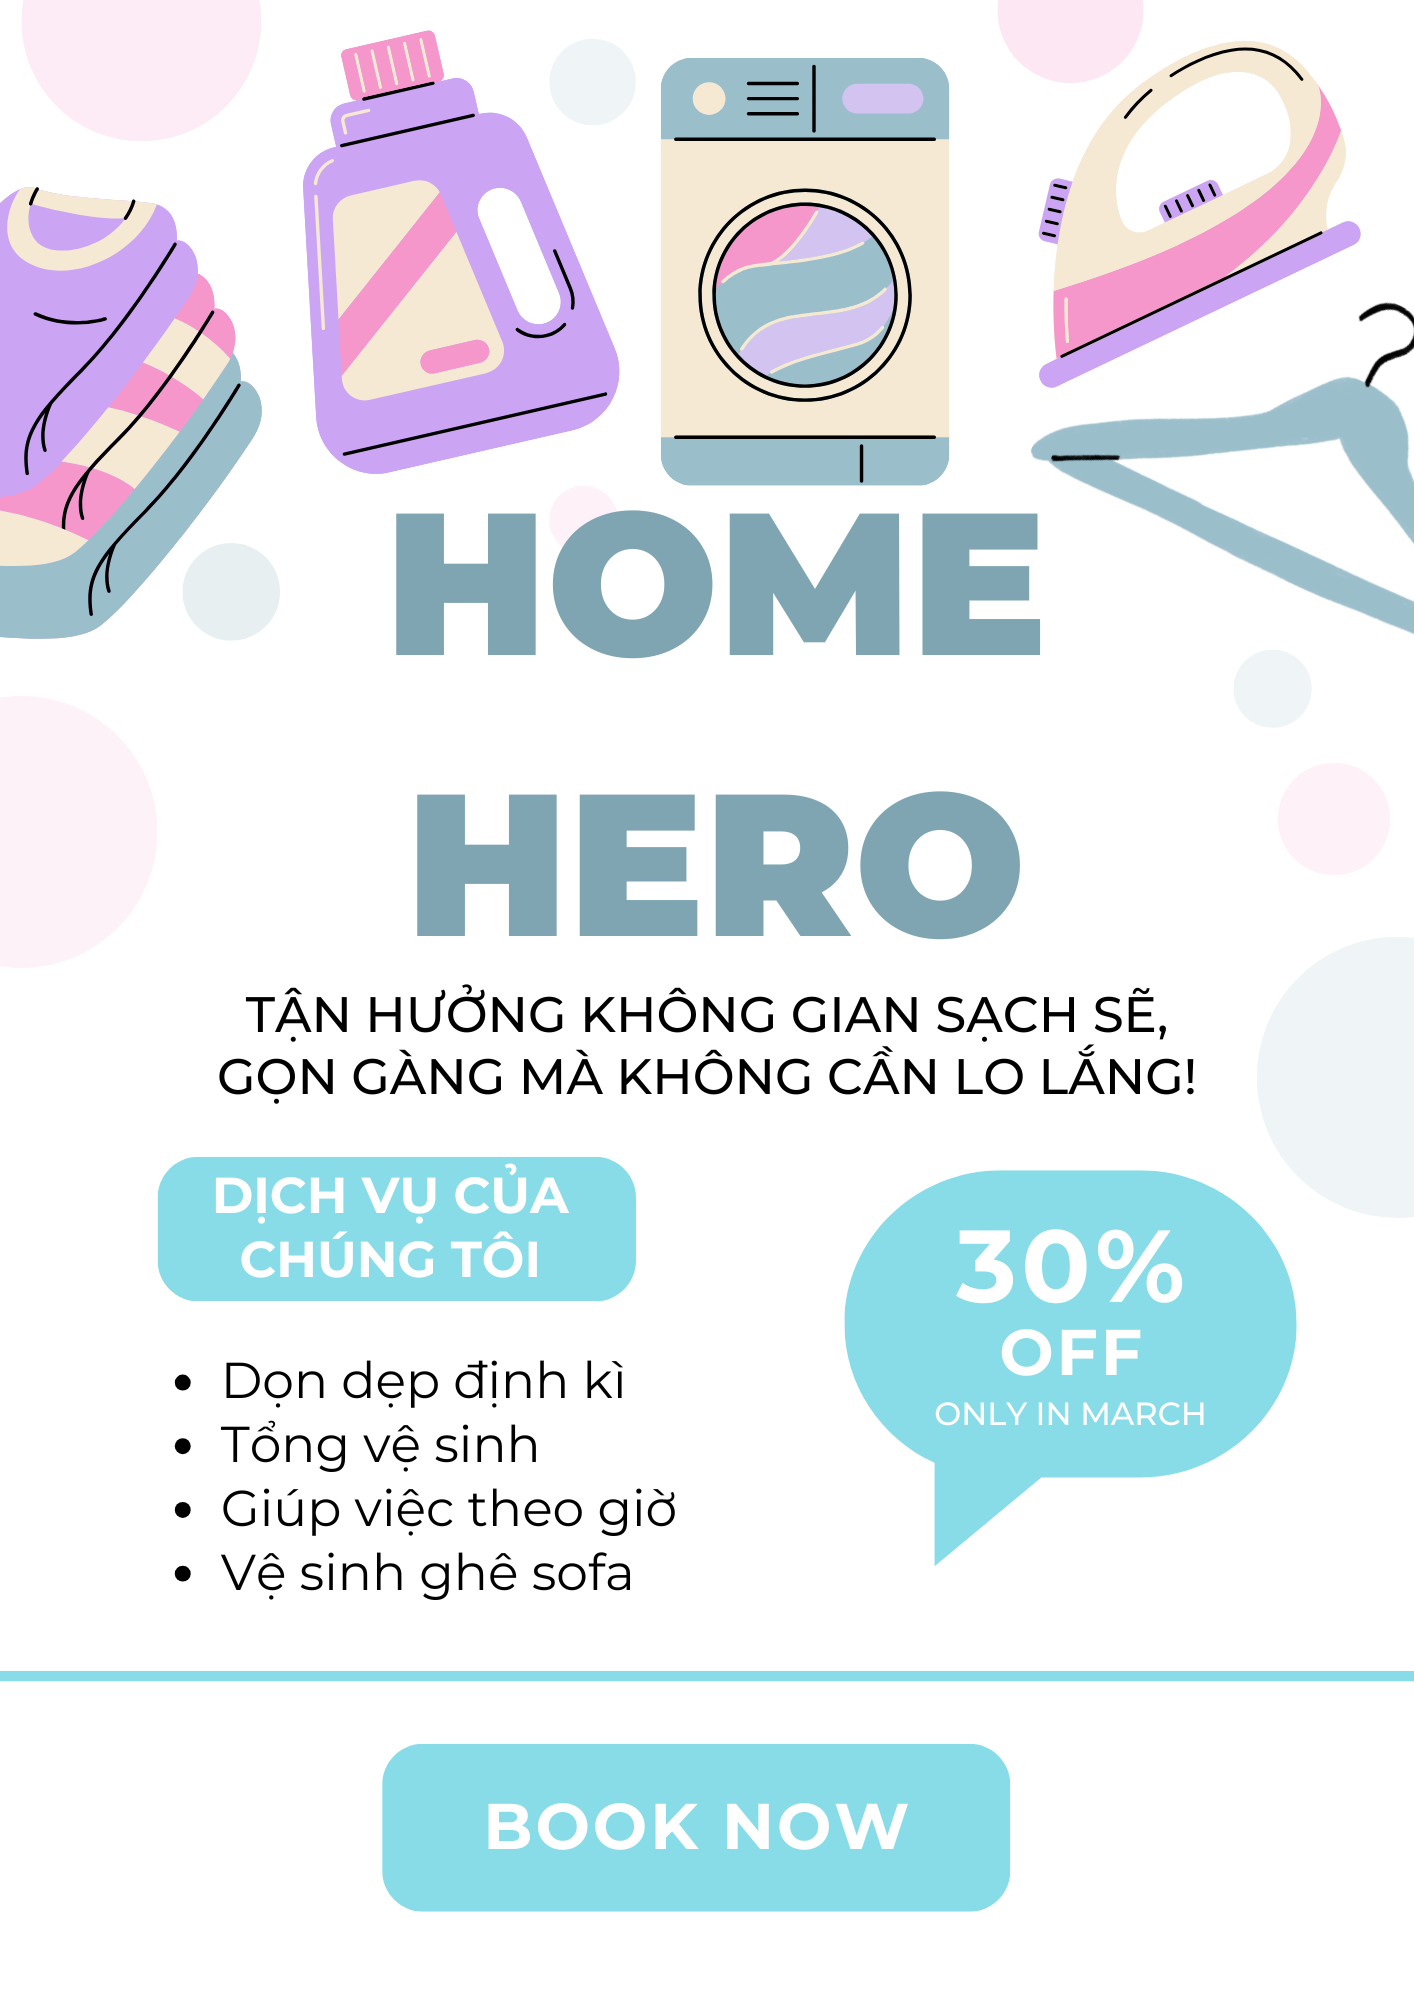 HOME
HERO
TẬN HƯỞNG KHÔNG GIAN SẠCH SẼ,
GỌN GÀNG MÀ KHÔNG CẦN LO LẮNG!
DỊCH VỤ CỦA
CHÚNG TÔI
• Dọn dẹp định kì
• Tổng vệ sinh
• Giúp việc theo giờ
• Vệ sinh ghê sofa
30%
OFF
ONLY IN MARCH
BOOK NOW